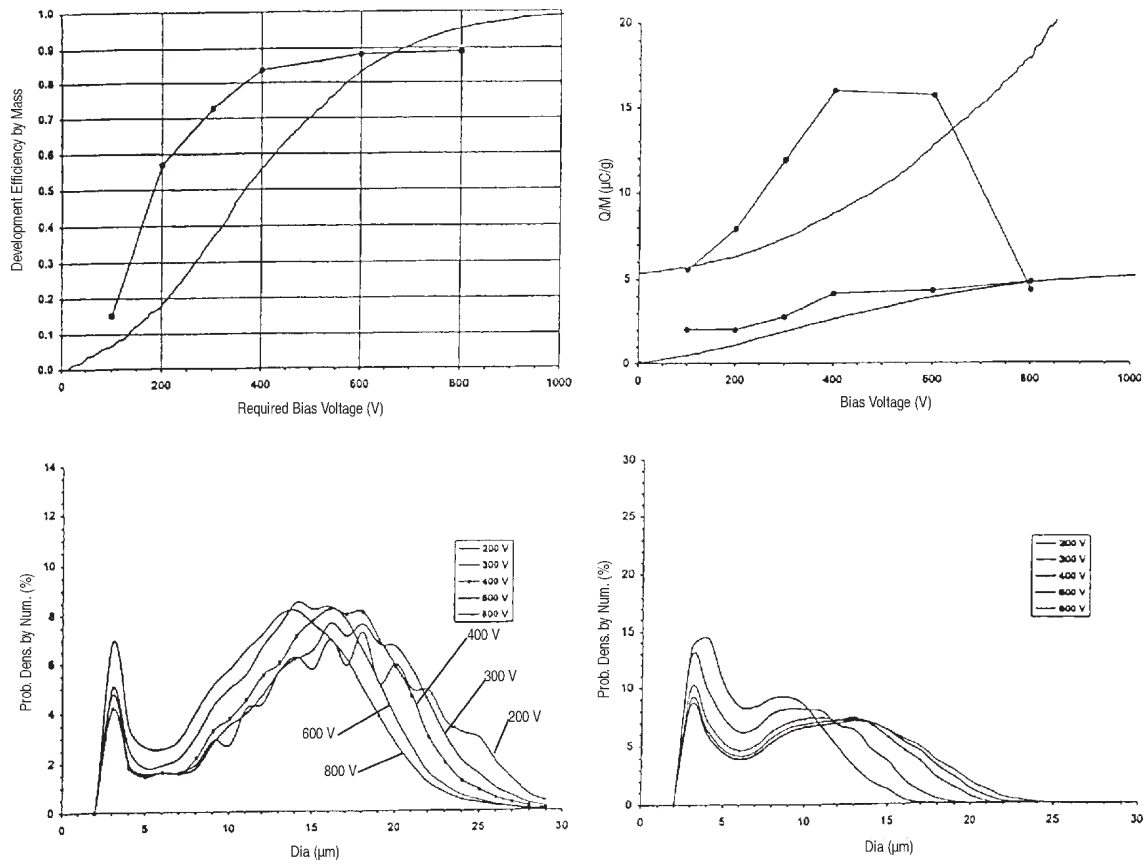 Development Efficiency by Mass
1.0
0.9
0.8
0.7
0.6
0.5
0.4
0.3
0.2
0.1
0.0
0 200 400 600 800 1000
Required Bias Voltage (V)
Q/M (µC/g)
20
15
10
5
0
0 200 400 600 800 1000
Bias Voltage (V)
Prob. Dens. by Num. (%)
14
12
10
8
6
4
2
0
200 V
300 V
400 V
600 V
800 V
400 V
300 V
200 V
600 V
800 V
0 5 10 15 20 25 30
Dia (µm)
Prob. Dens. by Num. (%)
30
25
20
15
10
5
0
300 V
400 V
600 V
0 5 10 15 20 25 30
Dia (µm)